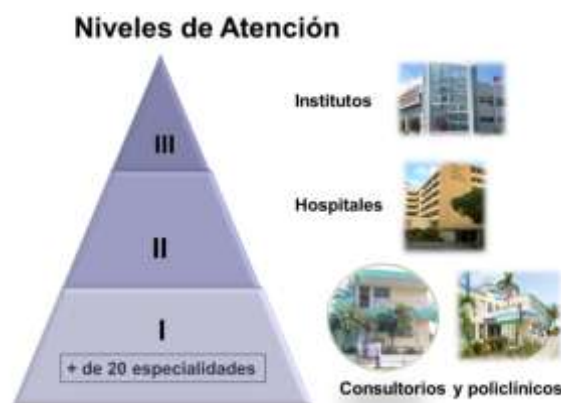 Niveles de Atención
III
Institutos
II
Hospitales
I
+ de 20 especialidades
Consultorios y policlínicos